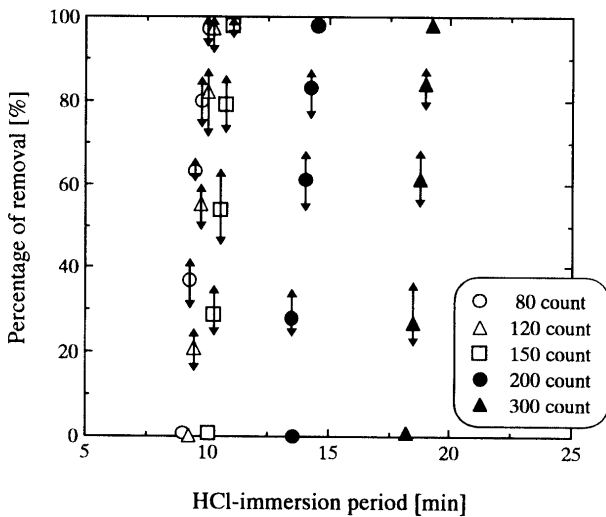 Percentage of removal [%]
100
80
60
40
20
0
5
10
15
20
25
HCl-immersion period [min]
80 count
120 count
150 count
200 count
300 count